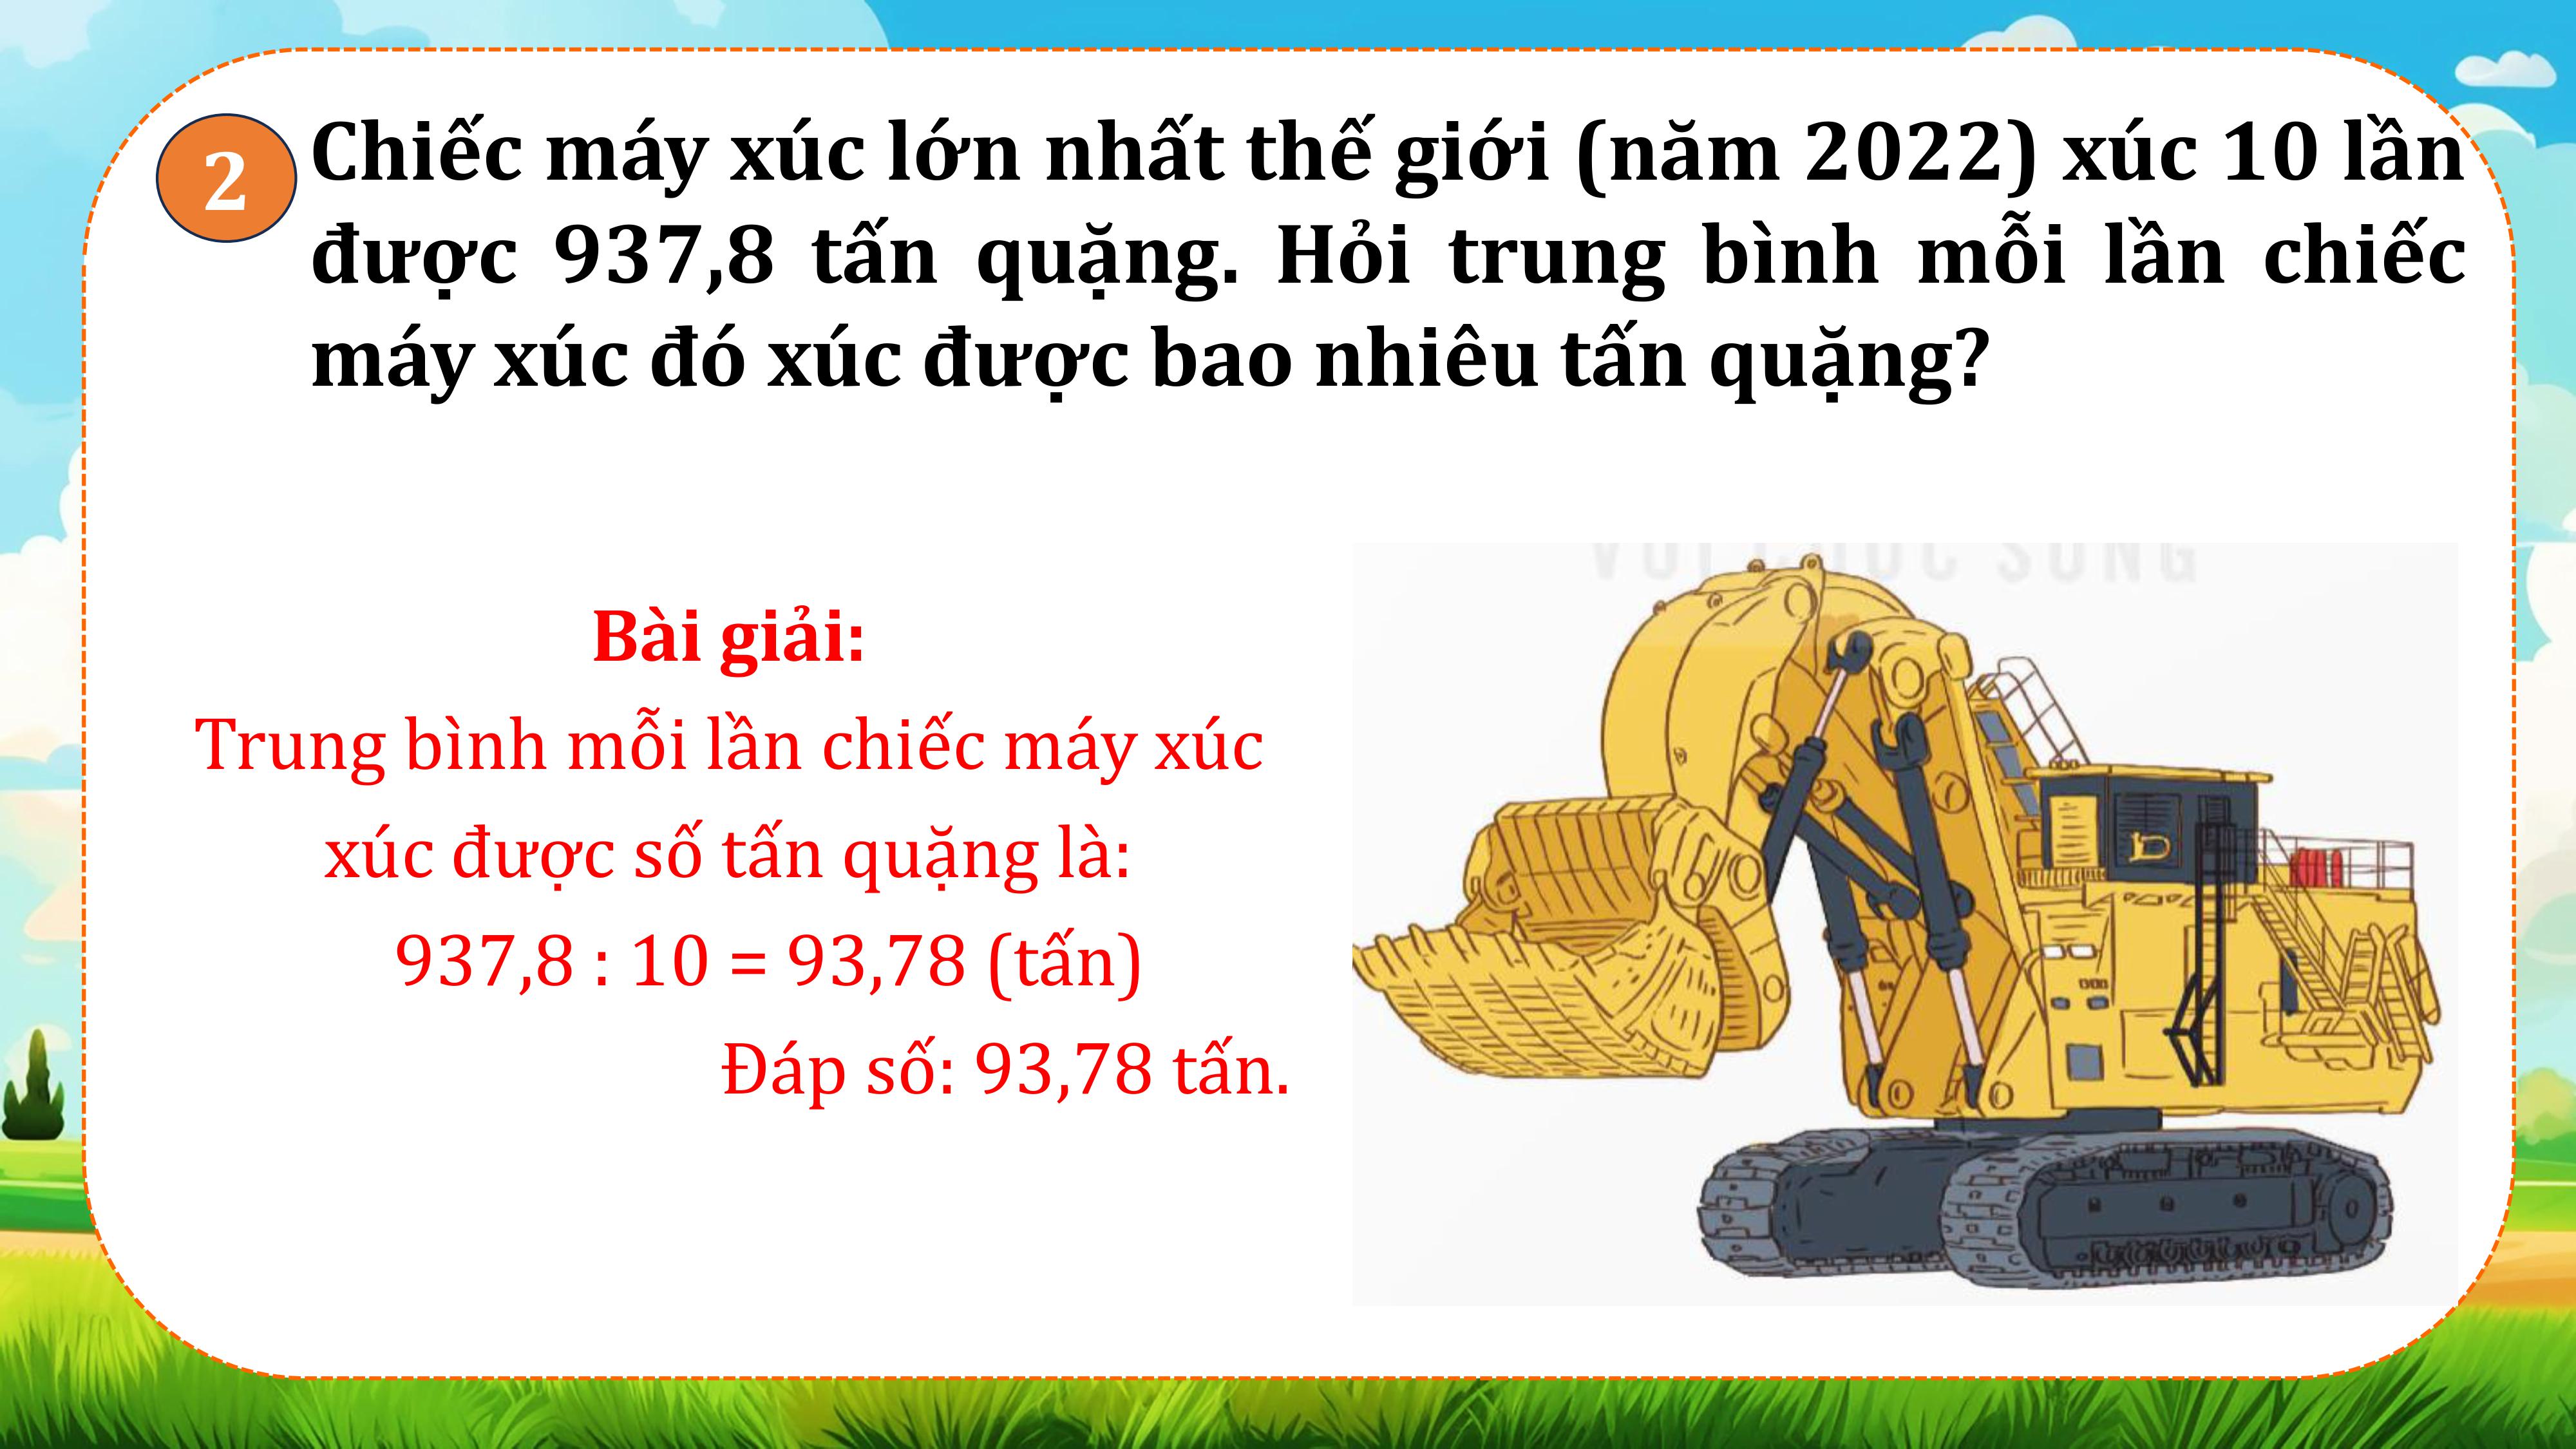 2
Chiếc máy xúc lớn nhất thế giới (năm 2022) xúc 10 lần
được 937,8 tấn quặng. Hỏi trung bình mỗi lần chiếc
máy xúc đó xúc được bao nhiêu tấn quặng?
Bài giải:
Trung bình mỗi lần chiếc máy xúc
xúc được số tấn quặng là:
937,8 : 10 = 93,78 (tấn)
Đáp số: 93,78 tấn.